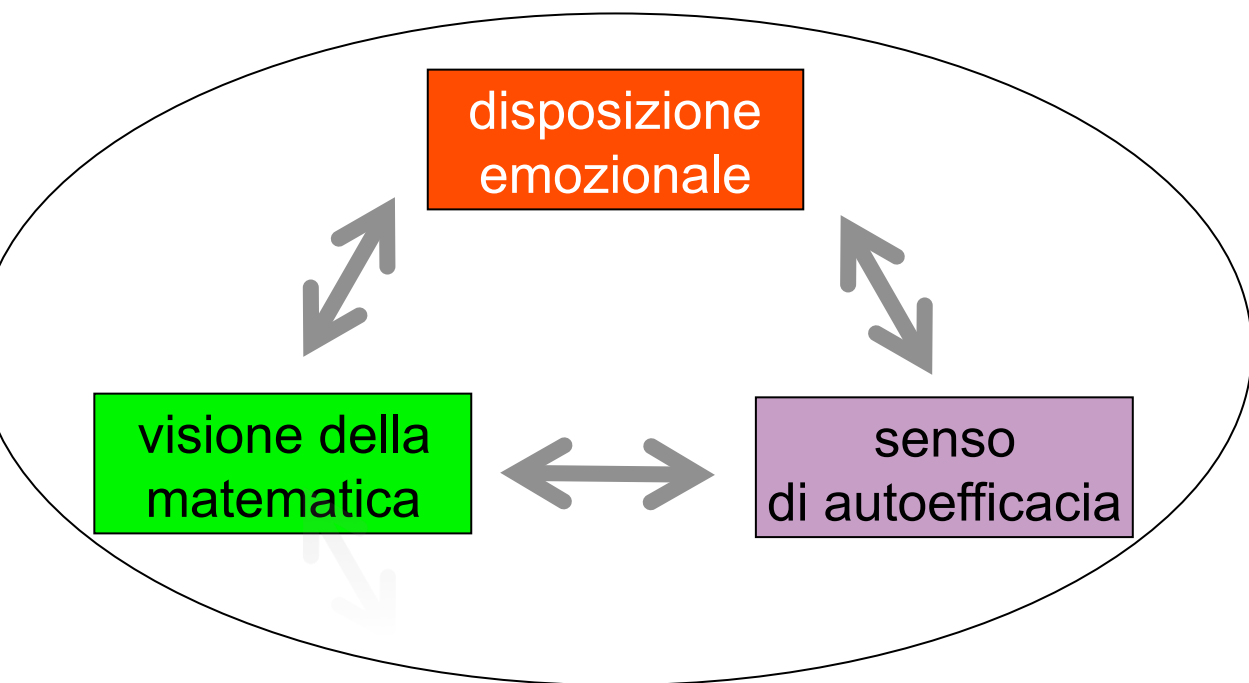 disposizione
emozionale
visione della
matematica
senso
di autoefficacia